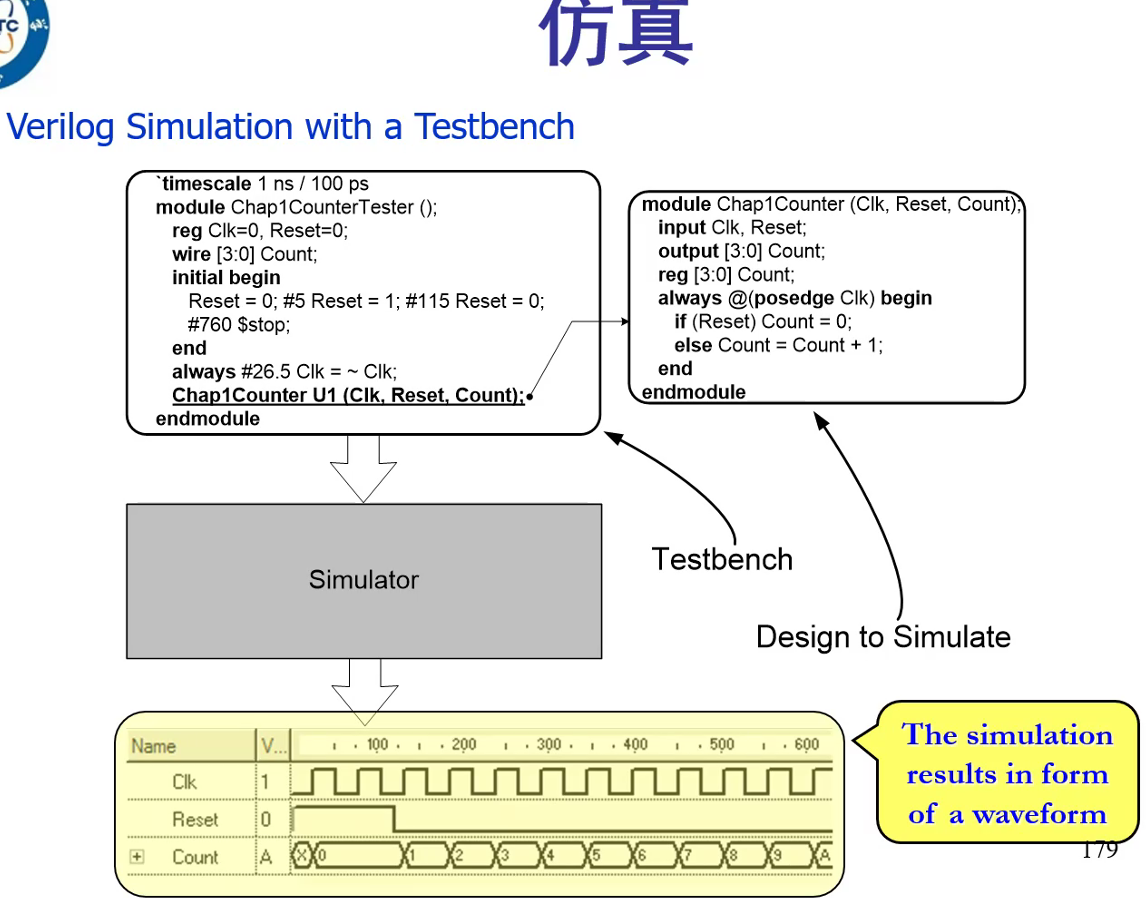 TC
仿真
Verilog Simulation with a Testbench
`timescale 1 ns / 100 ps
module Chap1CounterTester ();
reg Clk=0, Reset=0;
wire [3:0] Count;
initial begin
Reset = 0; #5 Reset = 1; #115 Reset = 0;
#760 $stop;
end
always #26.5 Clk = ~ Clk;
Chap1Counter U1 (Clk, Reset, Count);
endmodule
module Chap1Counter (Clk, Reset, Count);
input Clk, Reset;
output [3:0] Count;
reg [3:0] Count;
always @(posedge Clk) begin
if (Reset) Count = 0;
else Count = Count + 1;
end
endmodule
Testbench
Design to Simulate
Simulator
Name V... 100 200 300 400 500 600
Clk 1
Reset 0
Count A X 0 1 2 3 4 5 6 7 8 9 A
The simulation
results in form
of a waveform
179